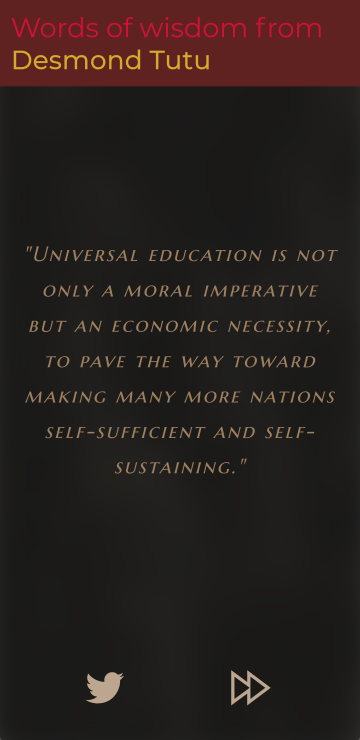 Words of wisdom from
Desmond Tutu
"Universal education is not
only a moral imperative
but an economic necessity,
to pave the way toward
making many more nations
self-sufficient and self-
sustaining."